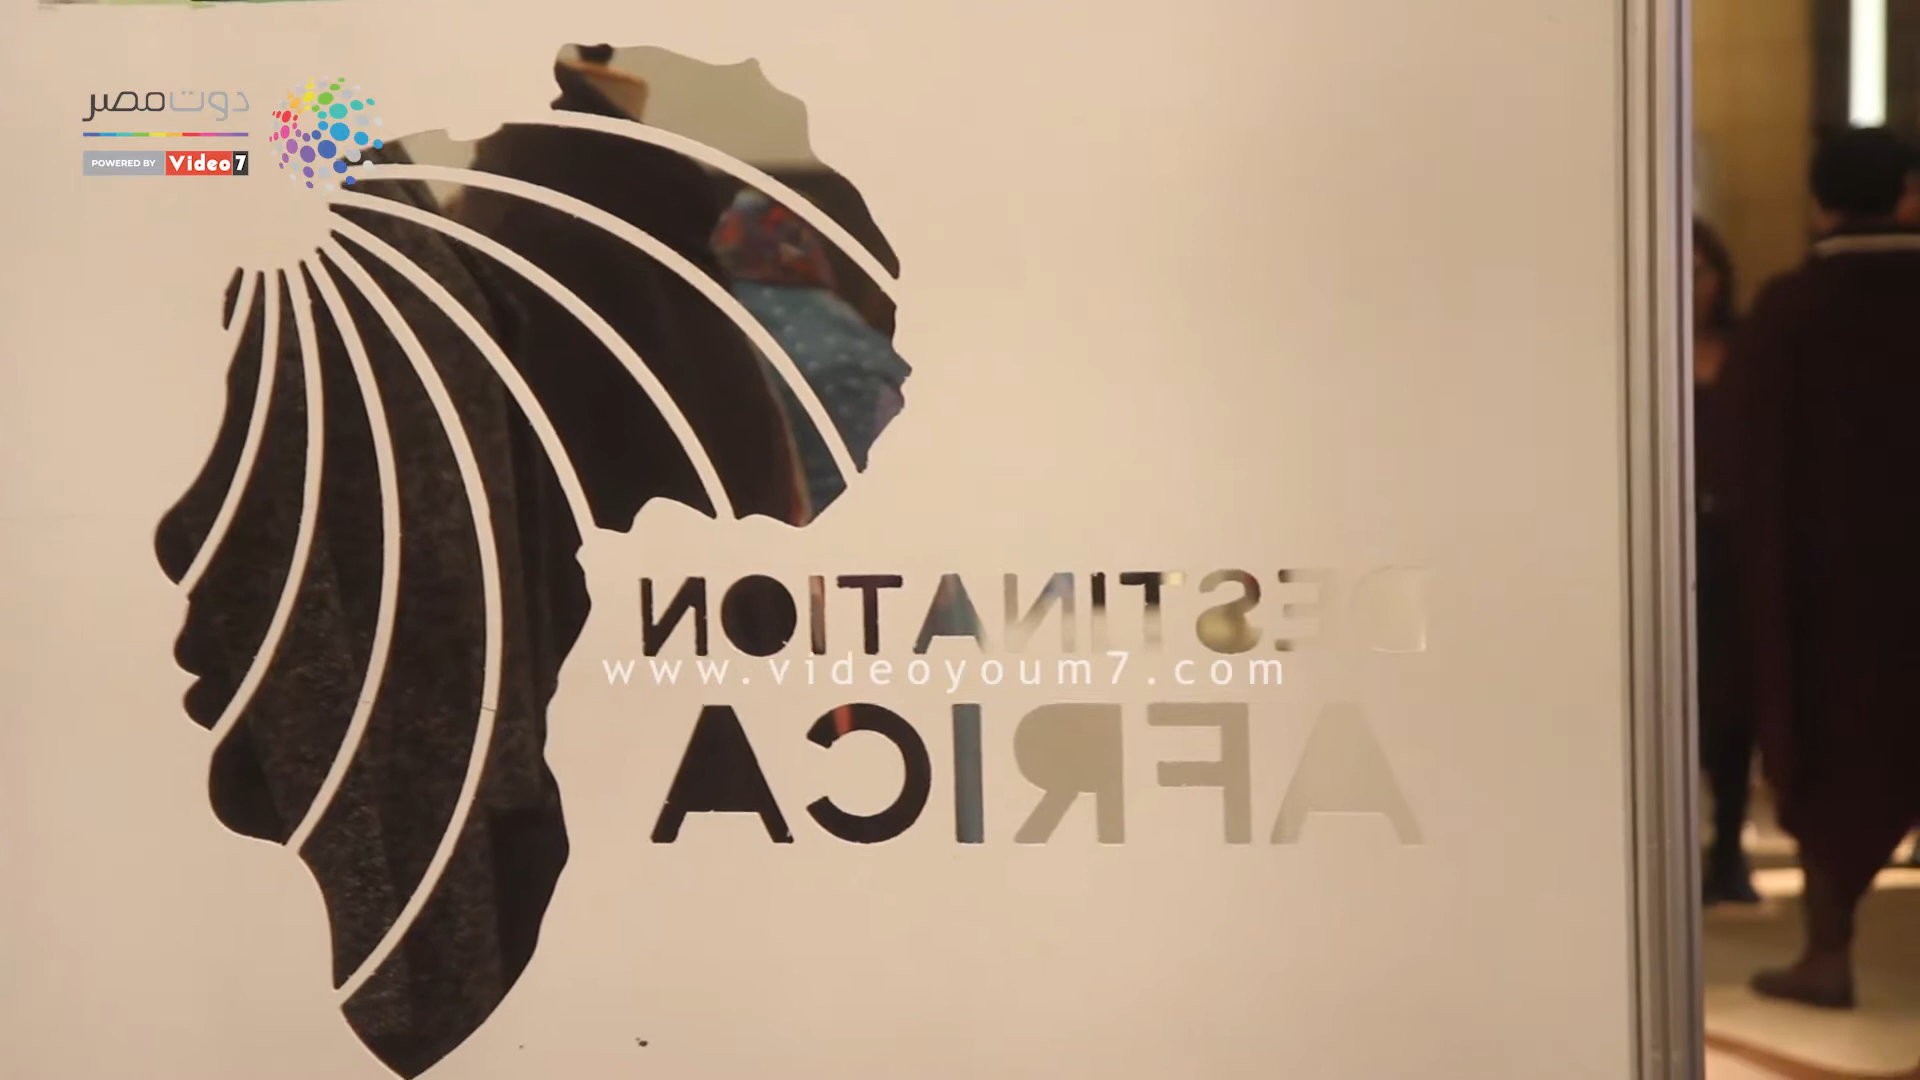 دوت مصر
POWERED BY Video7
DESTINATION
www.videoyoum7.com
AFRICA